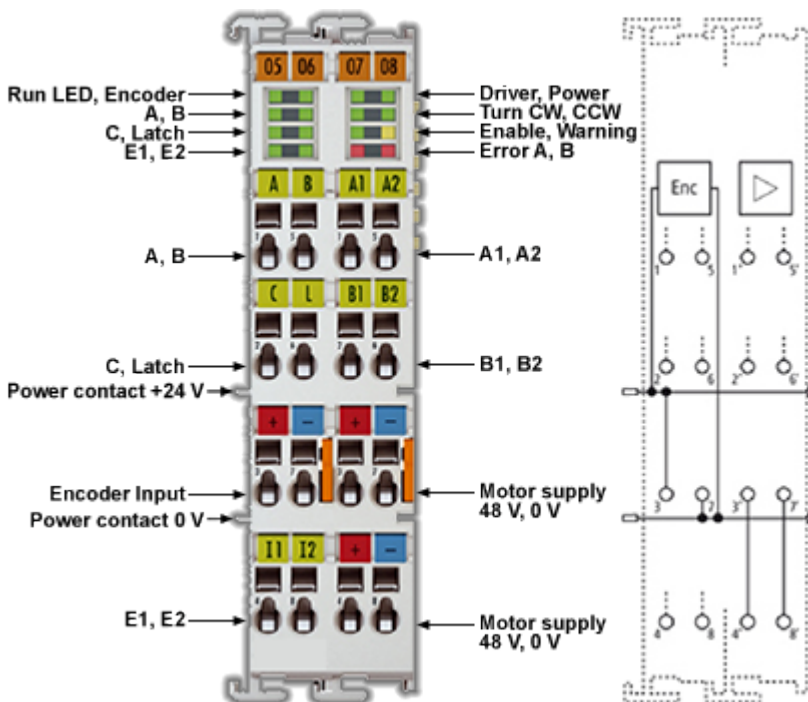 05 06 07 08
Run LED, Encoder
A, B
C, Latch
E1, E2
Driver, Power
Turn CW, CCW
Enable, Warning
Error A, B
A B A1 A2
A, B
A1, A2
C L B1 B2
C, Latch
B1, B2
Power contact +24 V
+ − + −
Encoder Input
Motor supply
48 V, 0 V
Power contact 0 V
I1 I2 + −
E1, E2
Motor supply
48 V, 0 V
Enc
1 5 1' 5'
2 6 2' 6'
3 7 3' 7'
4 8 4' 8'